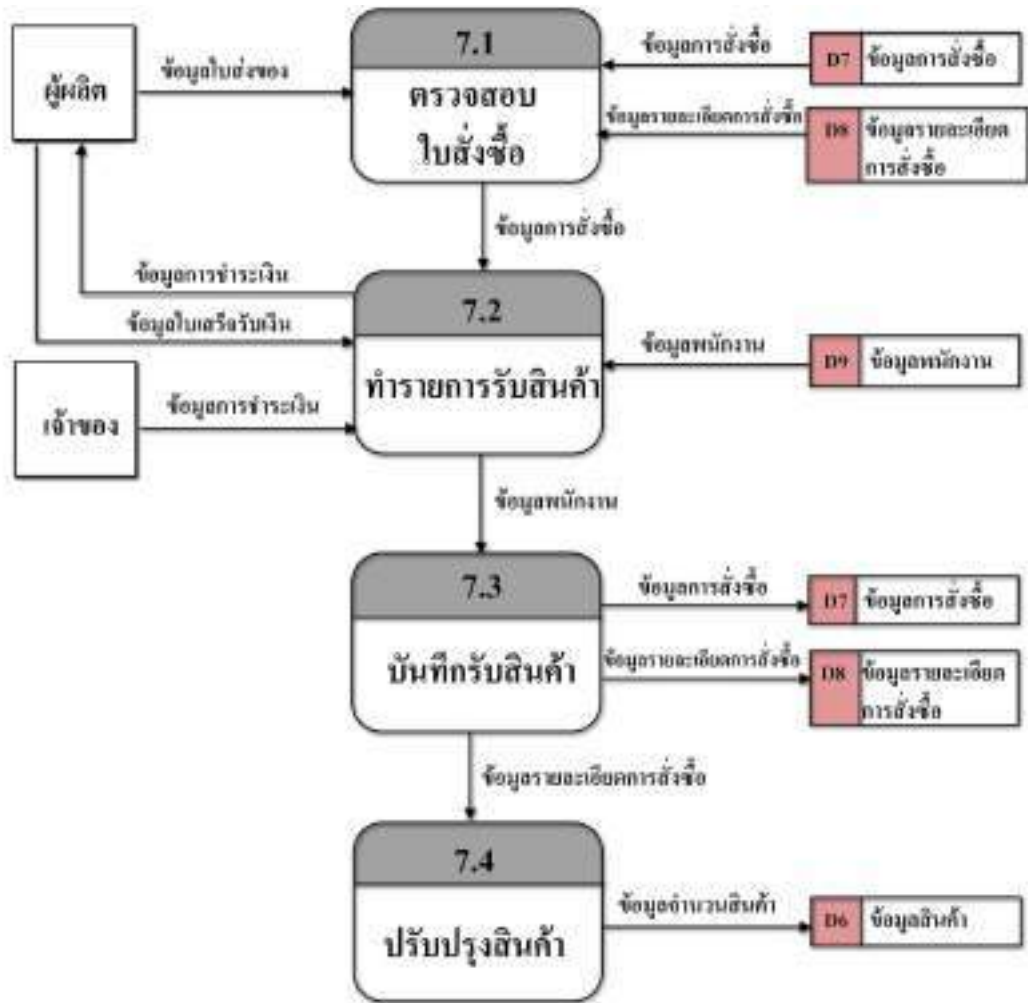 7.1
ข้อมูลการสั่งซื้อ
D7 ข้อมูลการสั่งซื้อ
ผู้ผลิต
ข้อมูลใบส่งของ
ตรวจสอบ
ใบสั่งซื้อ
ข้อมูลรายละเอียดการสั่งซื้อ
D8 ข้อมูลรายละเอียด
การสั่งซื้อ
ข้อมูลการสั่งซื้อ
ข้อมูลการชำระเงิน
7.2
ข้อมูลใบเสร็จรับเงิน
ข้อมูลพนักงาน
D9 ข้อมูลพนักงาน
ทำรายการรับสินค้า
เจ้าของ
ข้อมูลการชำระเงิน
ข้อมูลพนักงาน
7.3
ข้อมูลการสั่งซื้อ
D7 ข้อมูลการสั่งซื้อ
บันทึกรับสินค้า
ข้อมูลรายละเอียดการสั่งซื้อ
D8 ข้อมูลรายละเอียด
การสั่งซื้อ
ข้อมูลรายละเอียดการสั่งซื้อ
7.4
ข้อมูลจำนวนสินค้า
D6 ข้อมูลสินค้า
ปรับปรุงสินค้า